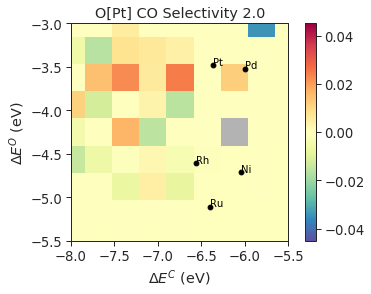 O[Pt] CO Selectivity 2.0
−3.0
−3.5
−4.0
−4.5
−5.0
−5.5
ΔE^O (eV)
Pt
Pd
Rh
Ni
Ru
−8.0 −7.5 −7.0 −6.5 −6.0 −5.5
ΔE^C (eV)
0.04
0.02
0.00
−0.02
−0.04